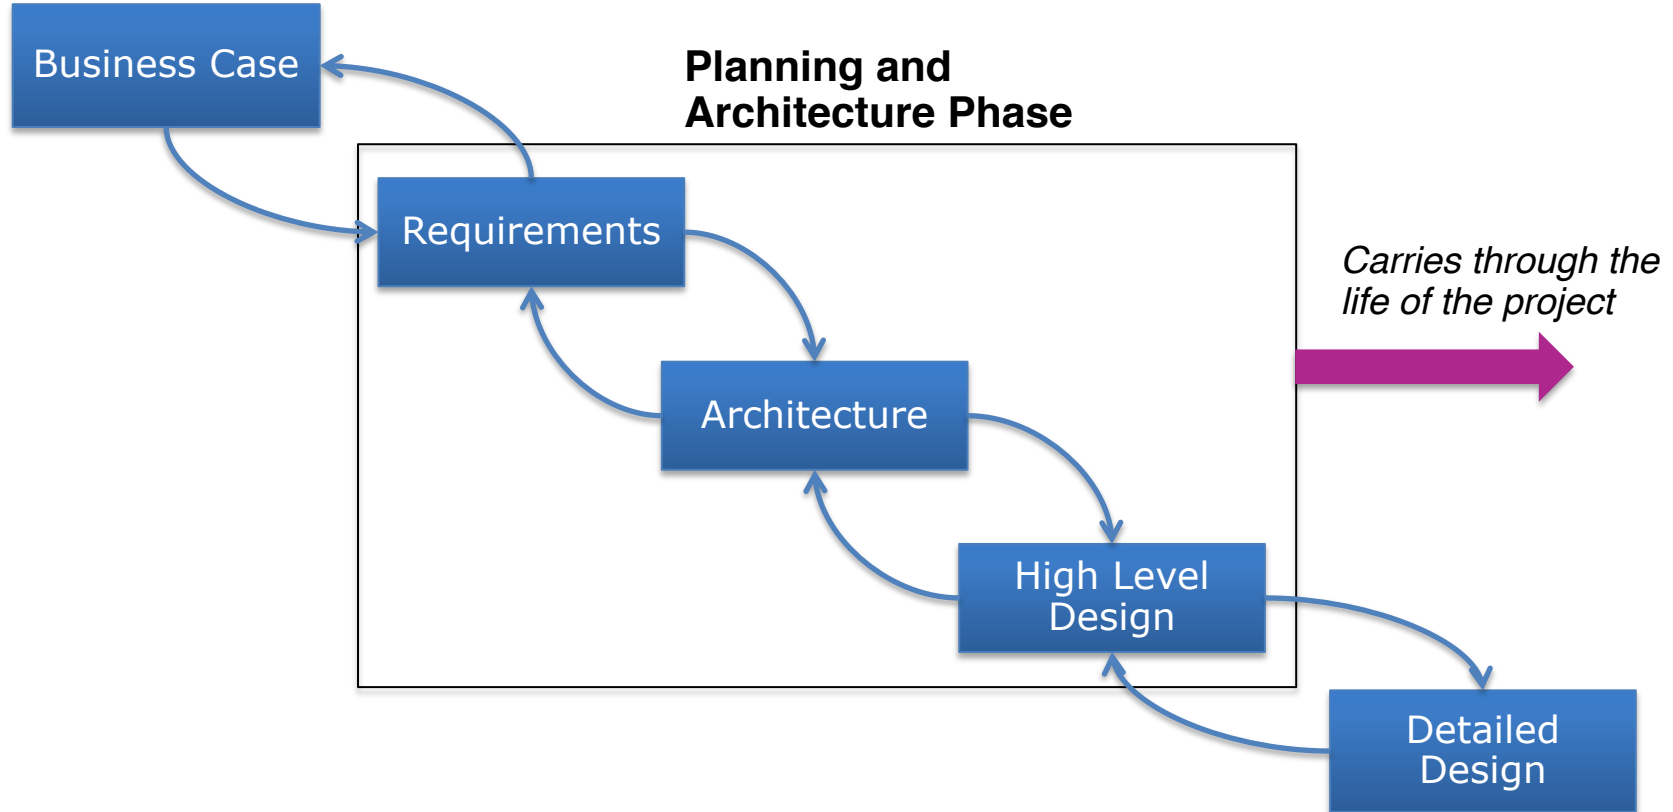 Business Case
Planning and
Architecture Phase
Requirements
Carries through the
life of the project
Architecture
High Level
Design
Detailed
Design